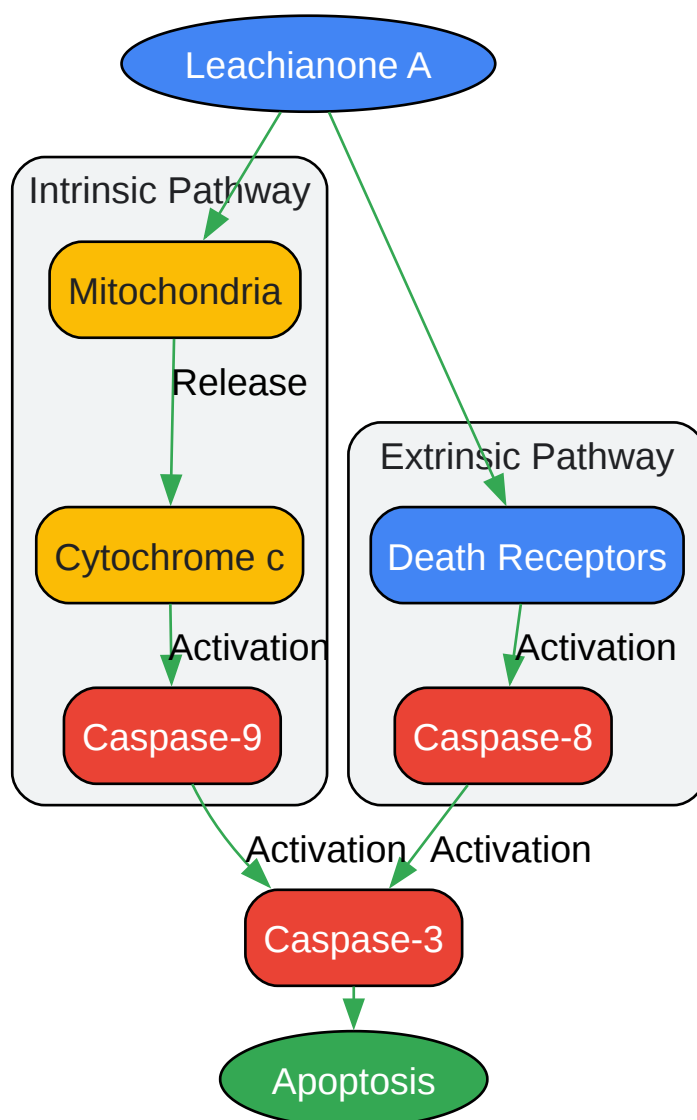 Leachianone A
Intrinsic Pathway
Mitochondria
Release
Extrinsic Pathway
Cytochrome c
Death Receptors
Activation
Activation
Caspase-9
Caspase-8
Activation
Activation
Caspase-3
Apoptosis